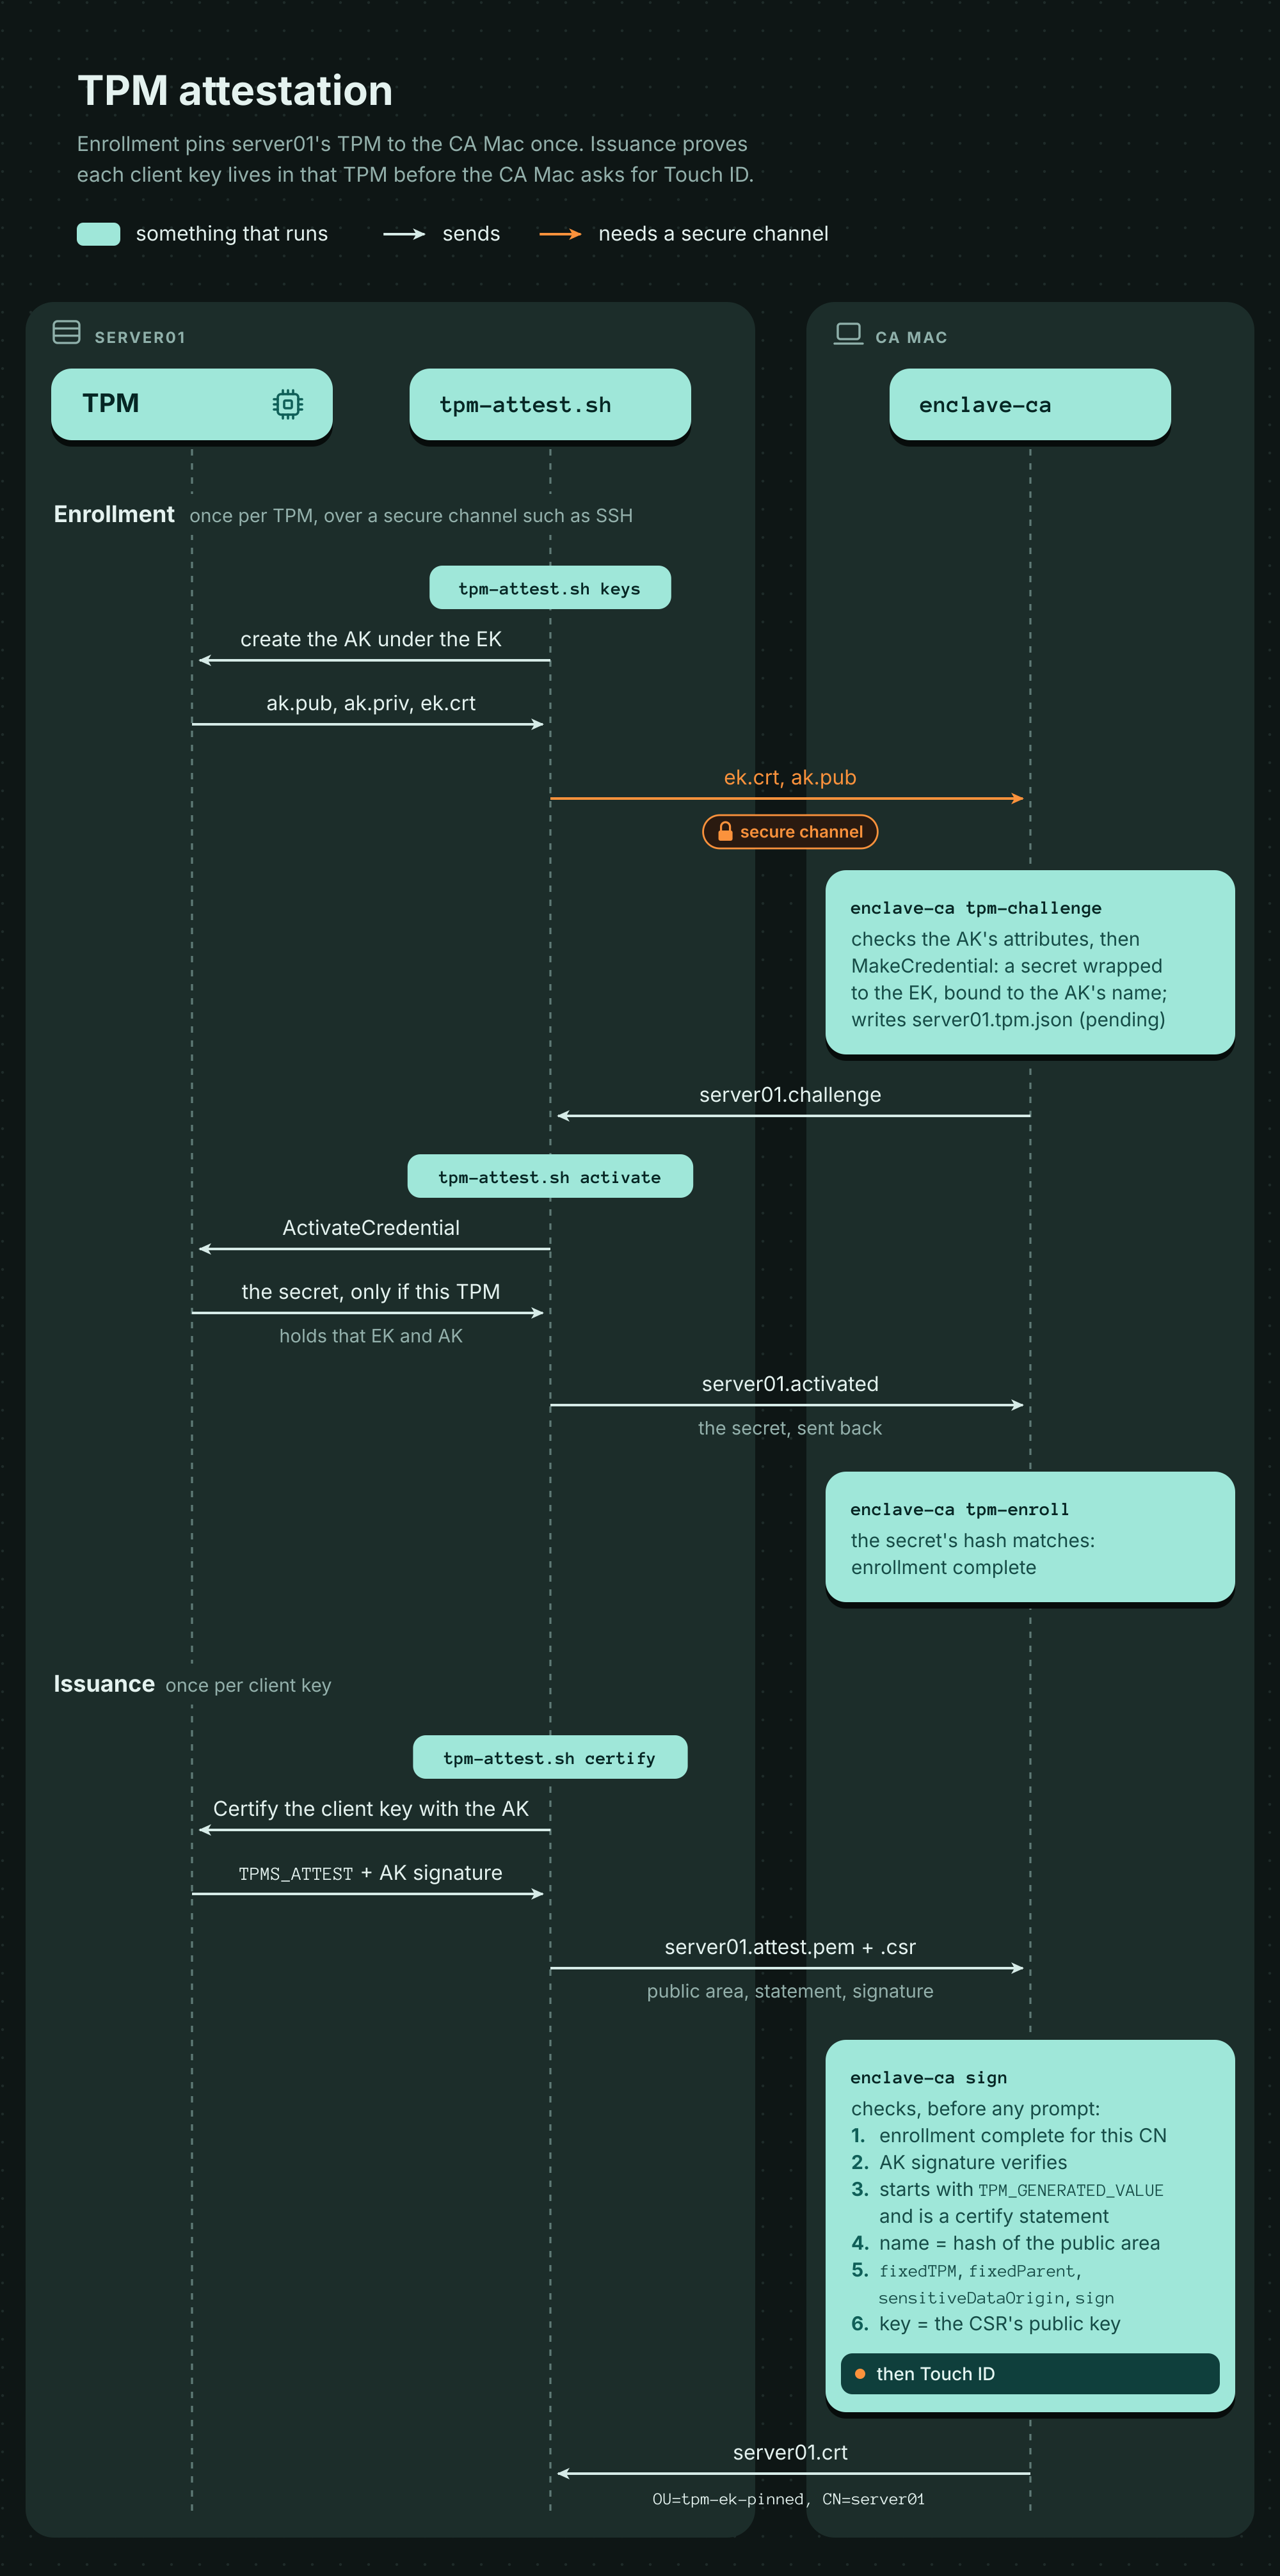 TPM attestation
Enrollment pins server01's TPM to the CA Mac once. Issuance proves
each client key lives in that TPM before the CA Mac asks for Touch ID.
something that runs
sends
needs a secure channel
SERVER01
CA MAC
TPM
tpm-attest.sh
enclave-ca
Enrollment once per TPM, over a secure channel such as SSH
tpm-attest.sh keys
create the AK under the EK
ak.pub, ak.priv, ek.crt
ek.crt, ak.pub
secure channel
enclave-ca tpm-challenge
checks the AK's attributes, then
MakeCredential: a secret wrapped
to the EK, bound to the AK's name;
writes server01.tpm.json (pending)
server01.challenge
tpm-attest.sh activate
ActivateCredential
the secret, only if this TPM
holds that EK and AK
server01.activated
the secret, sent back
enclave-ca tpm-enroll
the secret's hash matches:
enrollment complete
Issuance once per client key
tpm-attest.sh certify
Certify the client key with the AK
TPMS_ATTEST + AK signature
server01.attest.pem + .csr
public area, statement, signature
enclave-ca sign
checks, before any prompt:
1. enrollment complete for this CN
2. AK signature verifies
3. starts with TPM_GENERATED_VALUE
and is a certify statement
4. name = hash of the public area
5. fixedTPM, fixedParent,
sensitiveDataOrigin, sign
6. key = the CSR's public key
then Touch ID
server01.crt
OU=tpm-ek-pinned, CN=server01